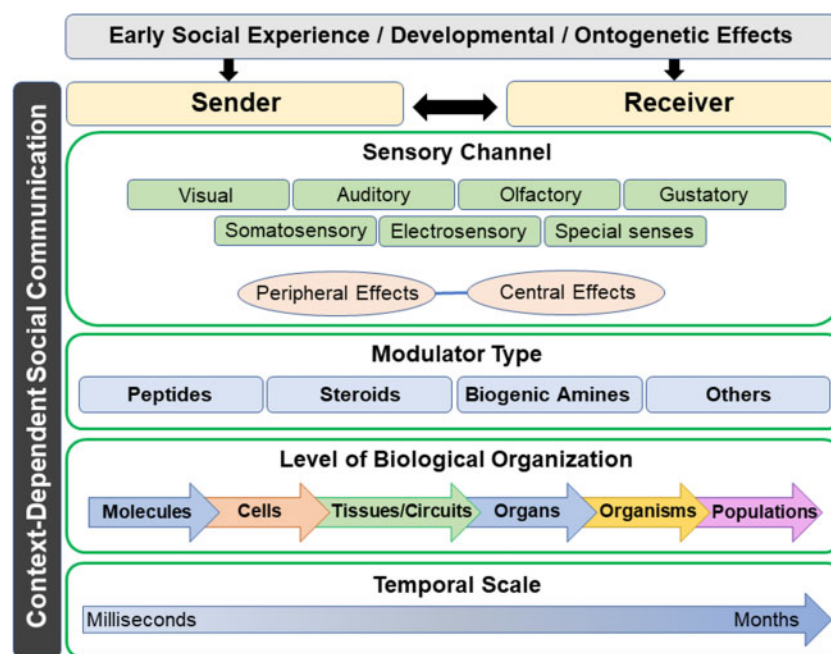 Early Social Experience / Developmental / Ontogenetic Effects
Context-Dependent Social Communication
Sender
Receiver
Sensory Channel
Visual
Auditory
Olfactory
Gustatory
Somatosensory
Electrosensory
Special senses
Peripheral Effects
Central Effects
Modulator Type
Peptides
Steroids
Biogenic Amines
Others
Level of Biological Organization
Molecules
Cells
Tissues/Circuits
Organs
Organisms
Populations
Temporal Scale
Milliseconds
Months